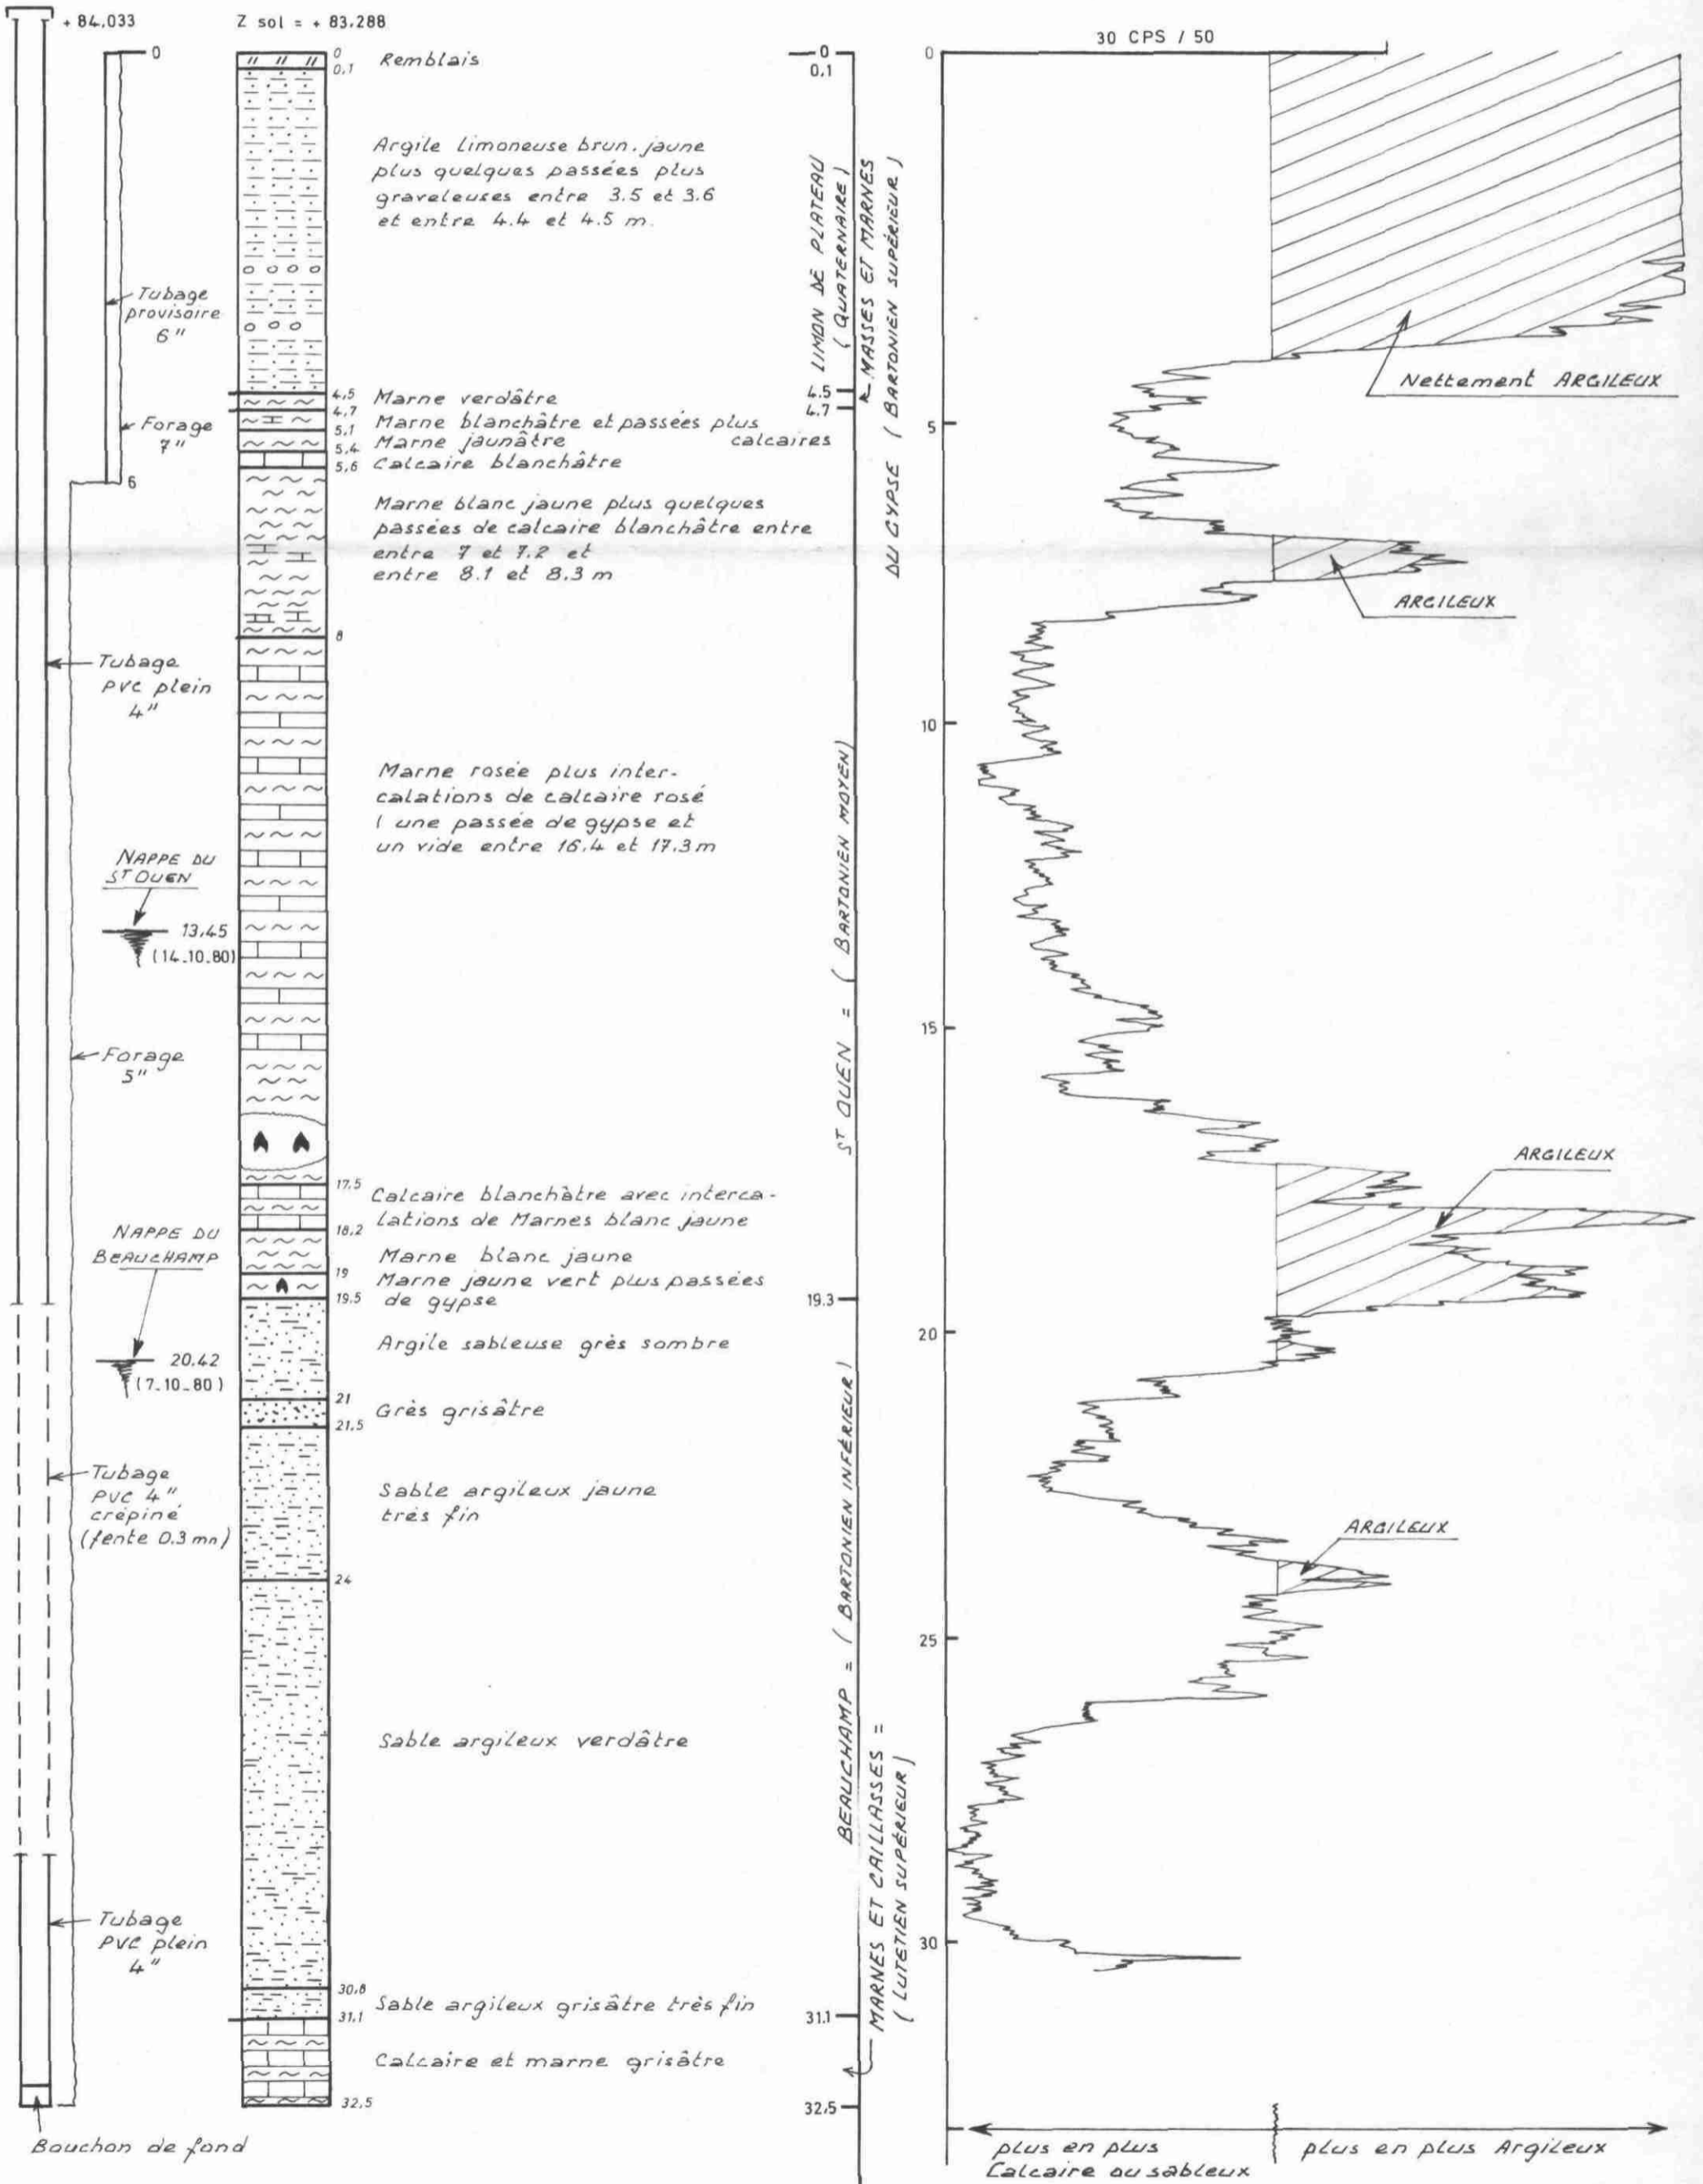 + 84,033
Z sol = + 83.288
0
6
Tubage
provisoire
6"
Forage
7"
Tubage
PVC plein
4"
NAPPE DU
ST OUEN
13,45
(14.10.80)
Forage
5"
NAPPE DU
BEAUCHAMP
20.42
(7.10.80)
Tubage
PVC 4"
crépiné
(fente 0.3 mn)
Tubage
PVC plein
4"
Bouchon de fond
0
0,1
4,5
4,7
5,1
5,4
5,6
8
17.5
18,2
19
19.5
21
21.5
24
30,8
31,1
32,5
Remblais
Argile limoneuse brun. jaune
plus quelques passées plus
graveleuses entre 3.5 et 3.6
et entre 4.4 et 4.5 m.
Marne verdâtre
Marne blanchâtre et passées plus
calcaires
Marne jaunâtre
Calcaire blanchâtre
Marne blanc jaune plus quelques
passées de calcaire blanchâtre entre
entre 7 et 7.2 et
entre 8.1 et 8.3 m
Marne rosée plus inter-
calations de calcaire rosé
( une passée de gypse et
un vide entre 16.4 et 17.3 m
Calcaire blanchâtre avec interca-
lations de Marnes blanc jaune
Marne blanc jaune
Marne jaune vert plus passées
de gypse
Argile sableuse grès sombre
Grès grisâtre
Sable argileux jaune
très fin
Sable argileux verdâtre
Sable argileux grisâtre très fin
Calcaire et marne grisâtre
0
0.1
4.5
4.7
19.3
31.1
32.5
LIMON DE PLATEAU
( QUATERNAIRE )
MASSES ET MARNES
DU GYPSE ( BARTONIEN SUPÉRIEUR )
ST OUEN = ( BARTONIEN MOYEN)
BEAUCHAMP = ( BARTONIEN INFÉRIEUR )
MARNES ET CAILLASSES =
( LUTETIEN SUPÉRIEUR )
30 CPS / 50
0
5
10
15
20
25
30
Nettement ARGILEUX
ARGILEUX
ARGILEUX
ARGILEUX
plus en plus
Calcaire ou sableux
plus en plus Argileux